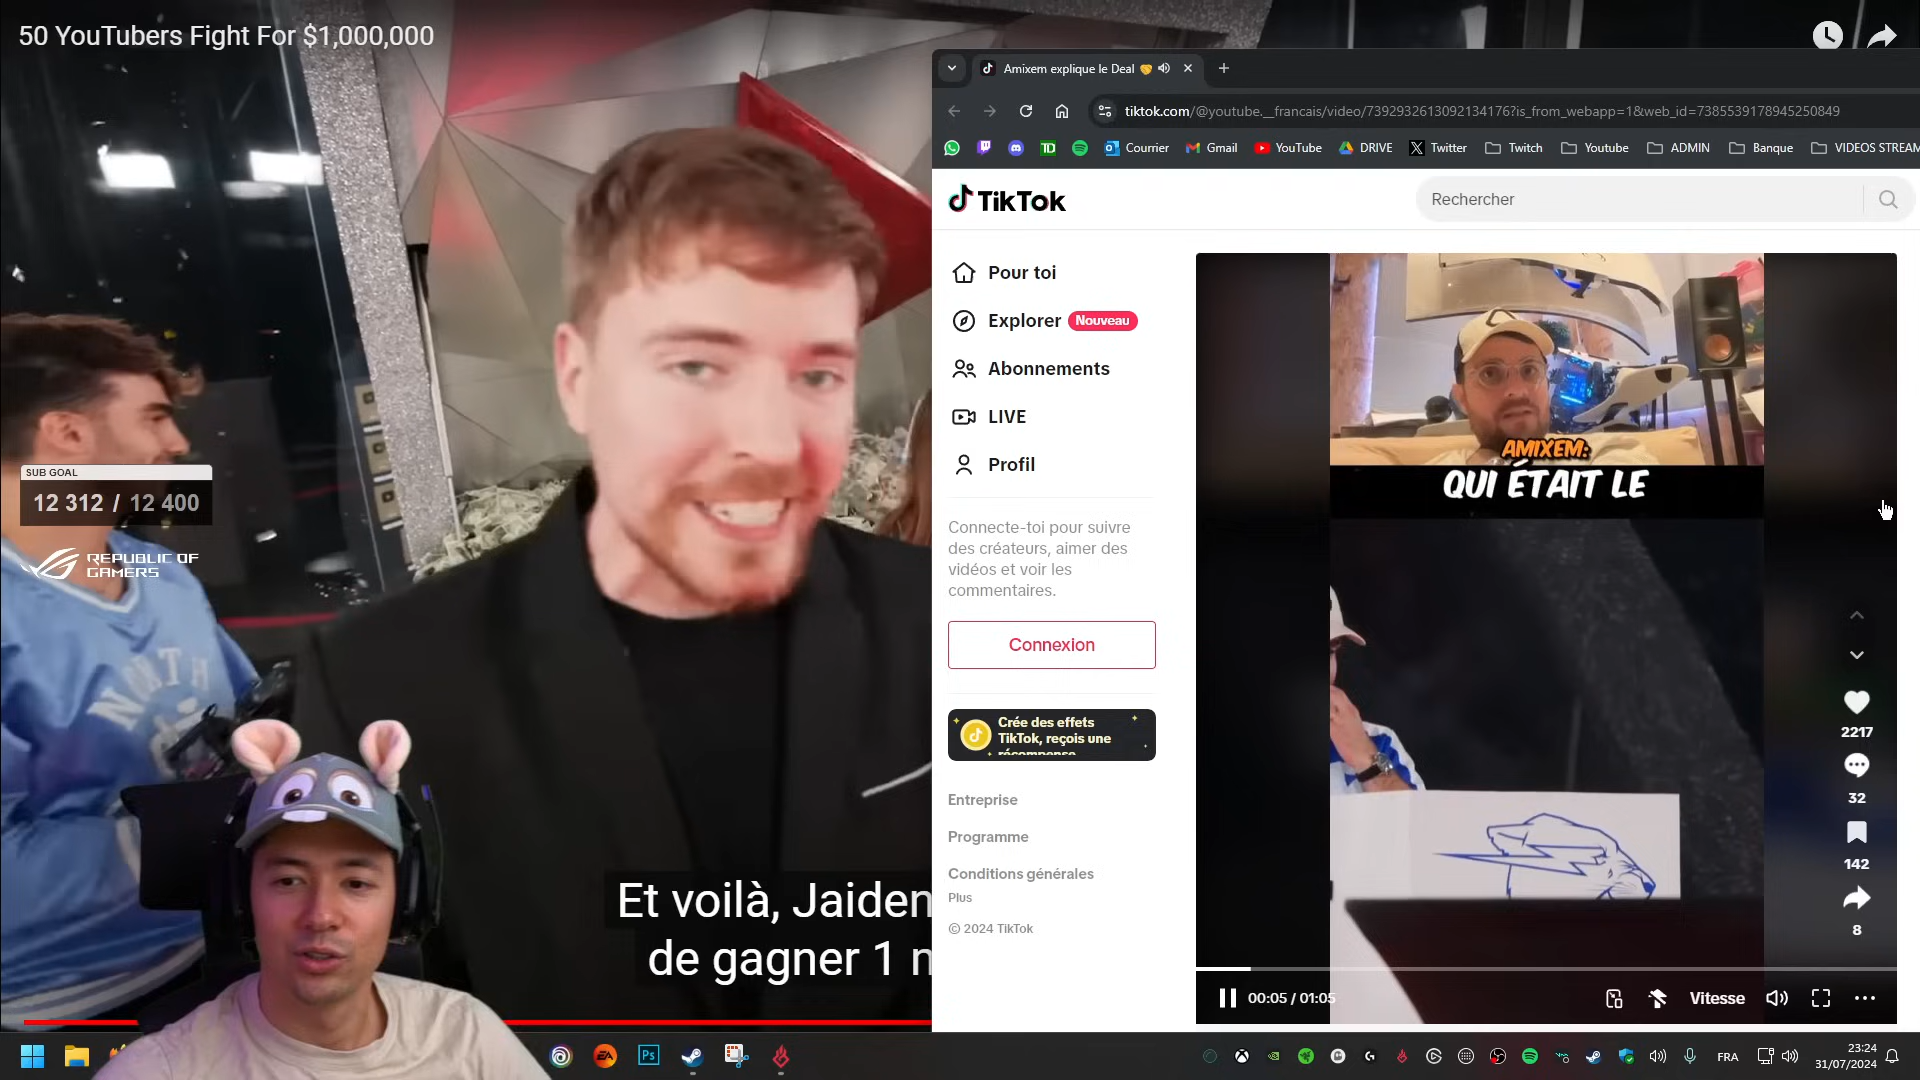 50 YouTubers Fight For $1,000,000
Amixem explique le Deal
tiktok.com/@youtube._francais/video/7392932613092134176?is_from_webapp=1&web_id=7385539178945250849
Courrier
Gmail
YouTube
DRIVE
Twitter
Twitch
Youtube
ADMIN
Banque
VIDEOS STREAM
TikTok
Rechercher
Pour toi
Explorer
Nouveau
Abonnements
LIVE
Profil
Connecte-toi pour suivre
des créateurs, aimer des
vidéos et voir les
commentaires.
Connexion
Crée des effets
TikTok, reçois une
récompense
Entreprise
Programme
Conditions générales
Plus
© 2024 TikTok
AMIXEM:
QUI ÉTAIT LE
2217
32
142
8
00:05 / 01:05
Vitesse
SUB GOAL
12 312 / 12 400
REPUBLIC OF
GAMERS
NORTH
Et voilà, Jaiden
de gagner 1 m
EA
Ps
FRA
23:24
31/07/2024